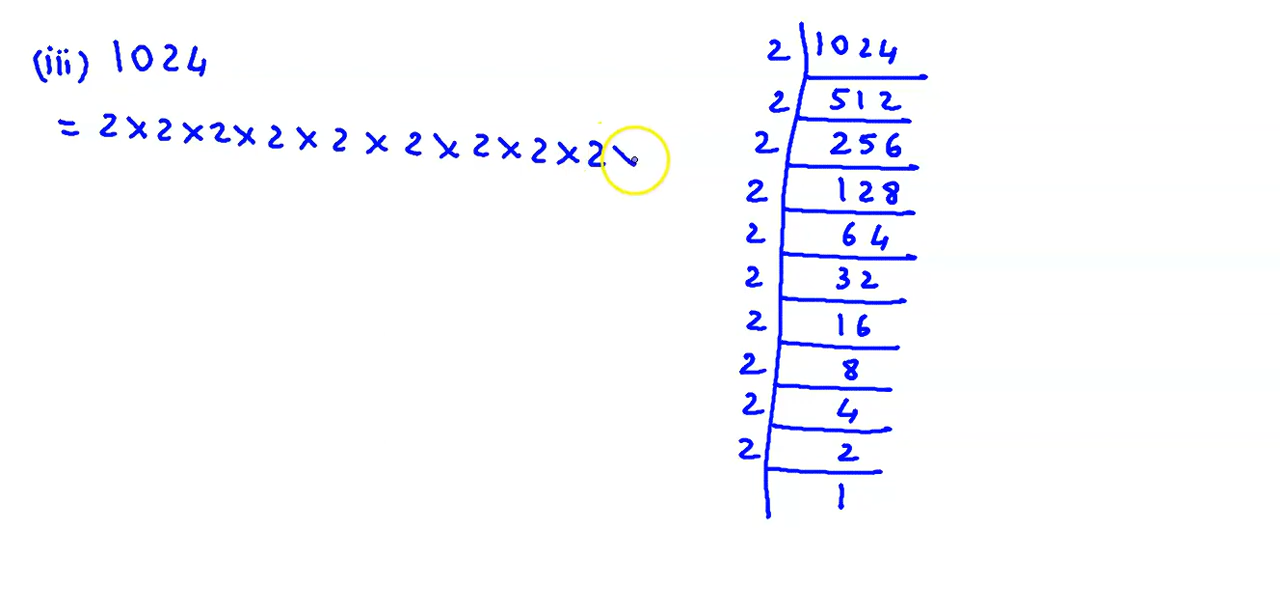 (iii) 1024
= 2 × 2 × 2 × 2 × 2 × 2 × 2 × 2 × 2 \
2 | 1024
2 | 512
2 | 256
2 | 128
2 | 64
2 | 32
2 | 16
2 | 8
2 | 4
2 | 2
| 1